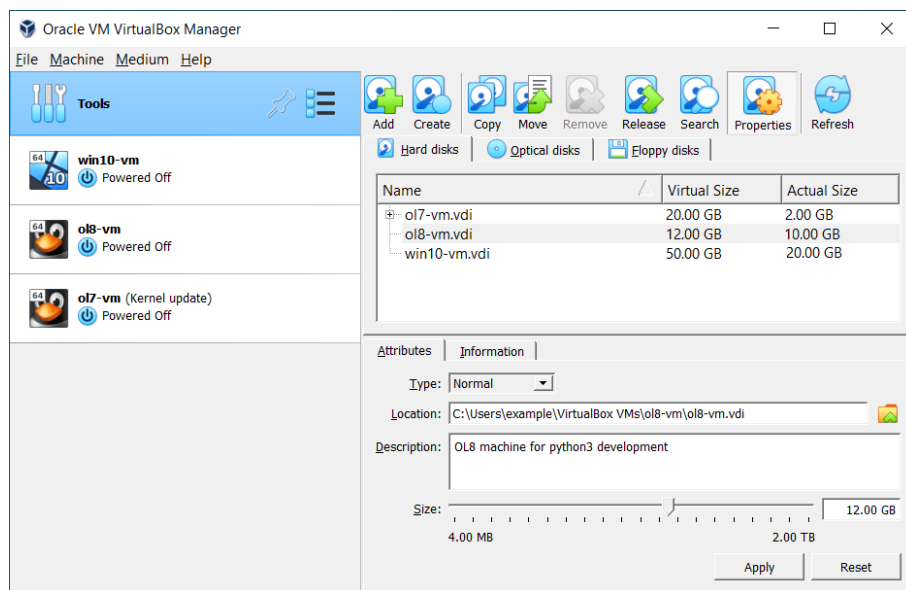 Oracle VM VirtualBox Manager
File Machine Medium Help
Tools
Add Create Copy Move Remove Release Search Properties Refresh
Hard disks Optical disks Floppy disks
64 10 win10-vm
Powered Off
Name Virtual Size Actual Size
ol7-vm.vdi 20.00 GB 2.00 GB
64 ol8-vm
Powered Off
ol8-vm.vdi 12.00 GB 10.00 GB
win10-vm.vdi 50.00 GB 20.00 GB
64 ol7-vm (Kernel update)
Powered Off
Attributes Information
Type: Normal
Location: C:\Users\example\VirtualBox VMs\ol8-vm\ol8-vm.vdi
Description: OL8 machine for python3 development
Size: 12.00 GB
4.00 MB 2.00 TB
Apply Reset